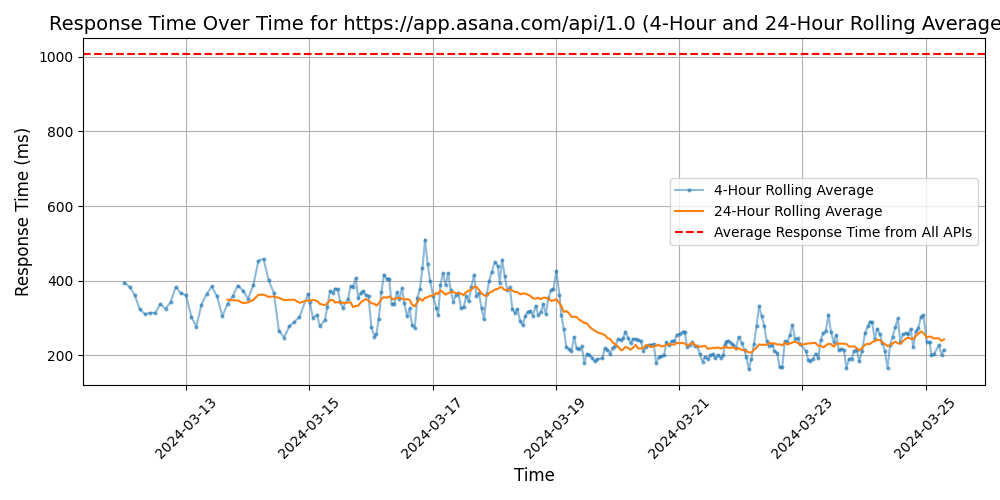 Response Time Over Time for https://app.asana.com/api/1.0 (4-Hour and 24-Hour Rolling Average
Response Time (ms)
1000
800
600
400
200
4-Hour Rolling Average
24-Hour Rolling Average
Average Response Time from All APIs
2024-03-13
2024-03-15
2024-03-17
2024-03-19
2024-03-21
2024-03-23
2024-03-25
Time